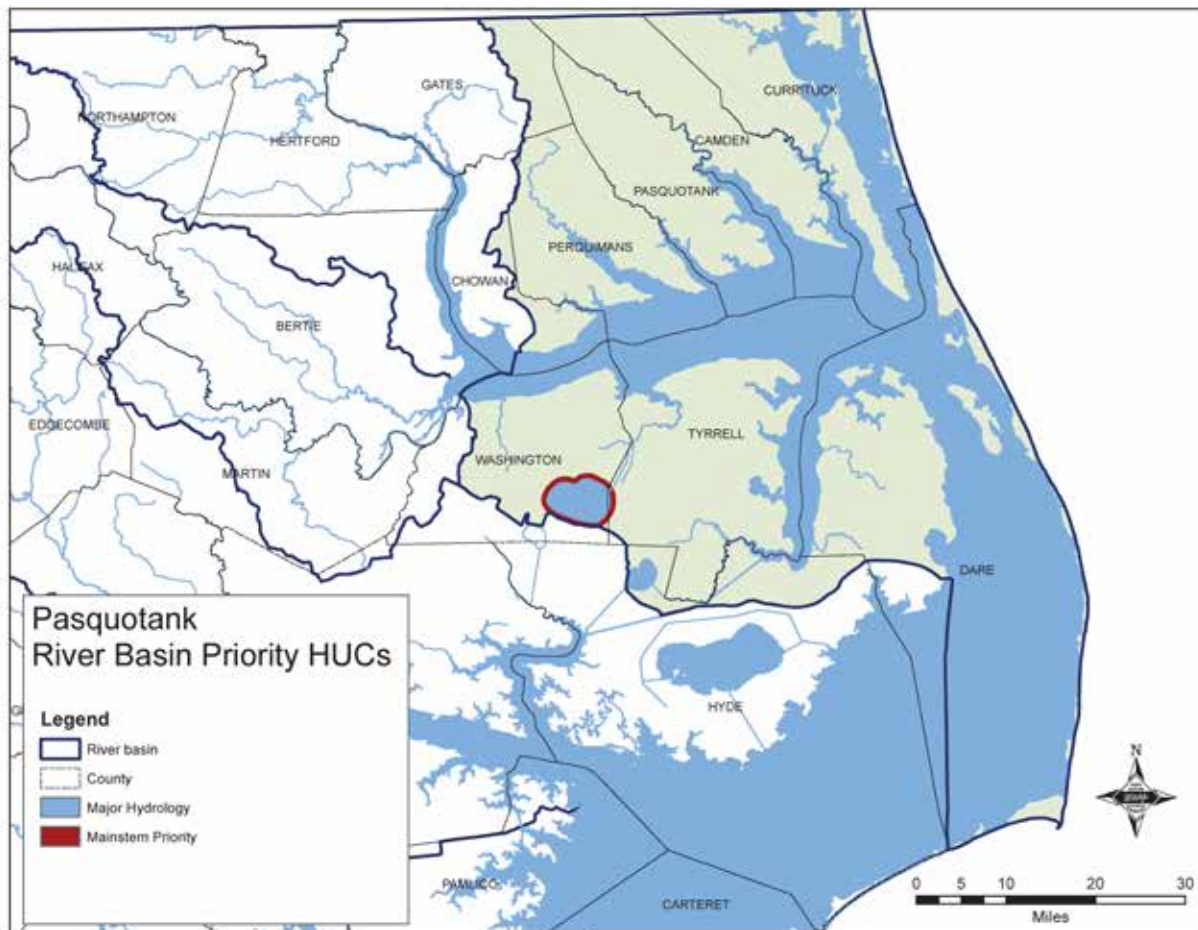 GATES
CURRITUCK
NORTHAMPTON
HERTFORD
CAMDEN
PASQUOTANK
PERQUIMANS
HALIFAX
CHOWAN
BERTIE
EDGECOMBE
TYRRELL
WASHINGTON
MARTIN
DARE
Pasquotank
River Basin Priority HUCs
HYDE
Legend
River basin
County
Major Hydrology
Mainstem Priority
N
PAMLICO
CARTERET
0 5 10 20 30
Miles